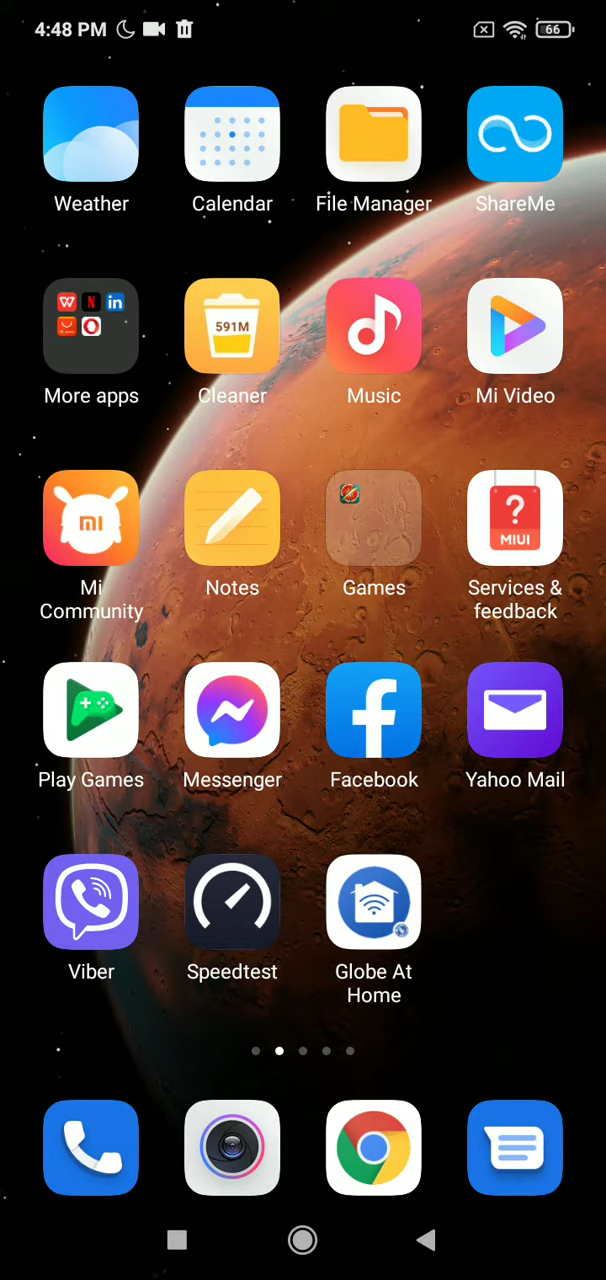 4:48 PM
66
Weather
Calendar
File Manager
ShareMe
More apps
591M
Cleaner
Music
Mi Video
Mi
Community
Notes
Games
?
MIUI
Services &
feedback
Play Games
Messenger
Facebook
Yahoo Mail
Viber
Speedtest
Globe At
Home